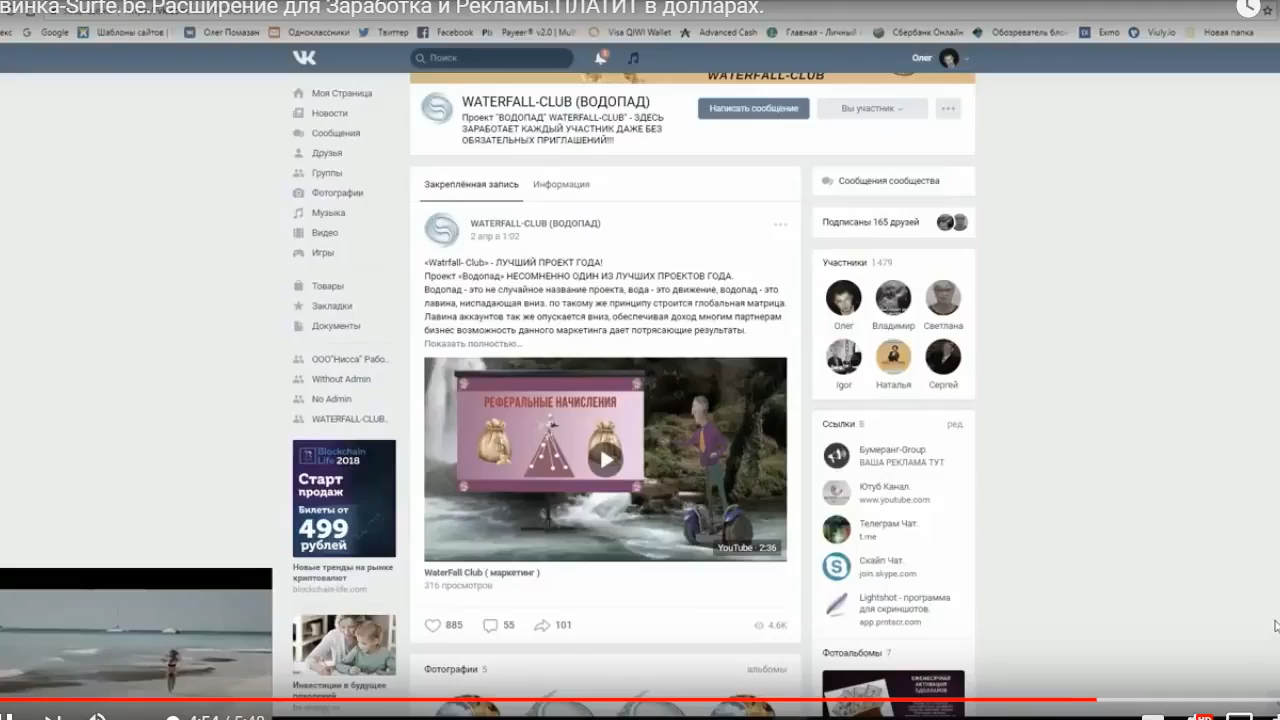 винка-Surfe.be.Расширение для Заработка и Рекламы.ПЛАТИТ в долларах.
екс Google Шаблоны сайтов | Олег Помазан Одноклассники Твиттер Facebook Payeer® v2.0 | Mul Visa QIWI Wallet Advanced Cash Главная - Личный Сбербанк Онлайн Обозреватель блок Exmo Viuly.io Новая папка
Поиск
Олег
WATERFALL-CLUB
Моя Страница
Новости
Сообщения
Друзья
Группы
Фотографии
Музыка
Видео
Игры
Товары
Закладки
Документы
ООО"Нисса" Рабо..
Without Admin
No Admin
WATERFALL-CLUB..
Blockchain
Life 2018
Старт
продаж
Билеты от
499
рублей
Новые тренды на рынке
криптовалют
blockchain-life.com
Инвестиции в будущее
поколений
WATERFALL-CLUB (ВОДОПАД)
Проект "ВОДОПАД" WATERFALL-CLUB" - ЗДЕСЬ
ЗАРАБОТАЕТ КАЖДЫЙ УЧАСТНИК ДАЖЕ БЕЗ
ОБЯЗАТЕЛЬНЫХ ПРИГЛАШЕНИЙ!!!
Написать сообщение
Вы участник
Закреплённая запись Информация
WATERFALL-CLUB (ВОДОПАД)
2 апр в 1:02
«Watrfall- Club» - ЛУЧШИЙ ПРОЕКТ ГОДА!
Проект «Водопад» НЕСОМНЕННО ОДИН ИЗ ЛУЧШИХ ПРОЕКТОВ ГОДА.
Водопад - это не случайное название проекта, вода - это движение, водопад - это
лавина, ниспадающая вниз. по такому же принципу строится глобальная матрица.
Лавина аккаунтов так же опускается вниз, обеспечивая доход многим партнерам
бизнес возможность данного маркетинга дает потрясающие результаты.
Показать полностью...
РЕФЕРАЛЬНЫЕ НАЧИСЛЕНИЯ
YouTube · 2:36
WaterFall Club ( маркетинг )
316 просмотров
885 55 101 4.6K
Фотографии 5 альбомы
Сообщения сообщества
Подписаны 165 друзей
Участники 1 479
Олег Владимир Светлана
Igor Наталья Сергей
Ссылки 8 ред.
Бумеранг-Group
ВАША РЕКЛАМА ТУТ
Ютуб Канал.
www.youtube.com
Телеграм Чат.
t.me
Скайп Чат.
join.skype.com
Lightshot - программа
для скриншотов.
app.prntscr.com
Фотоальбомы 7
ЕЖЕМЕСЯЧНАЯ
АКТИВАЦИЯ
4:54 / 5:40
HD